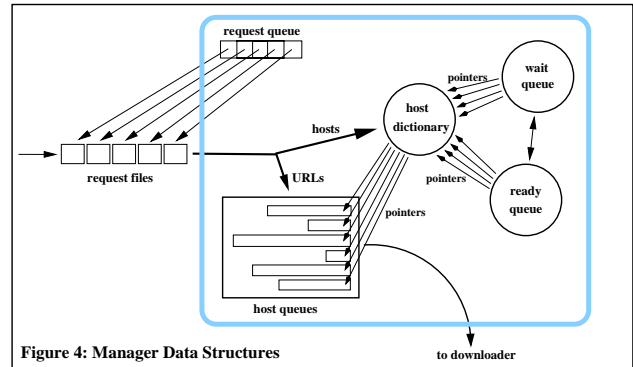 request queue
wait
queue
pointers
host
dictionary
hosts
request files
URLs
pointers
pointers
ready
queue
host queues
Figure 4: Manager Data Structures
to downloader